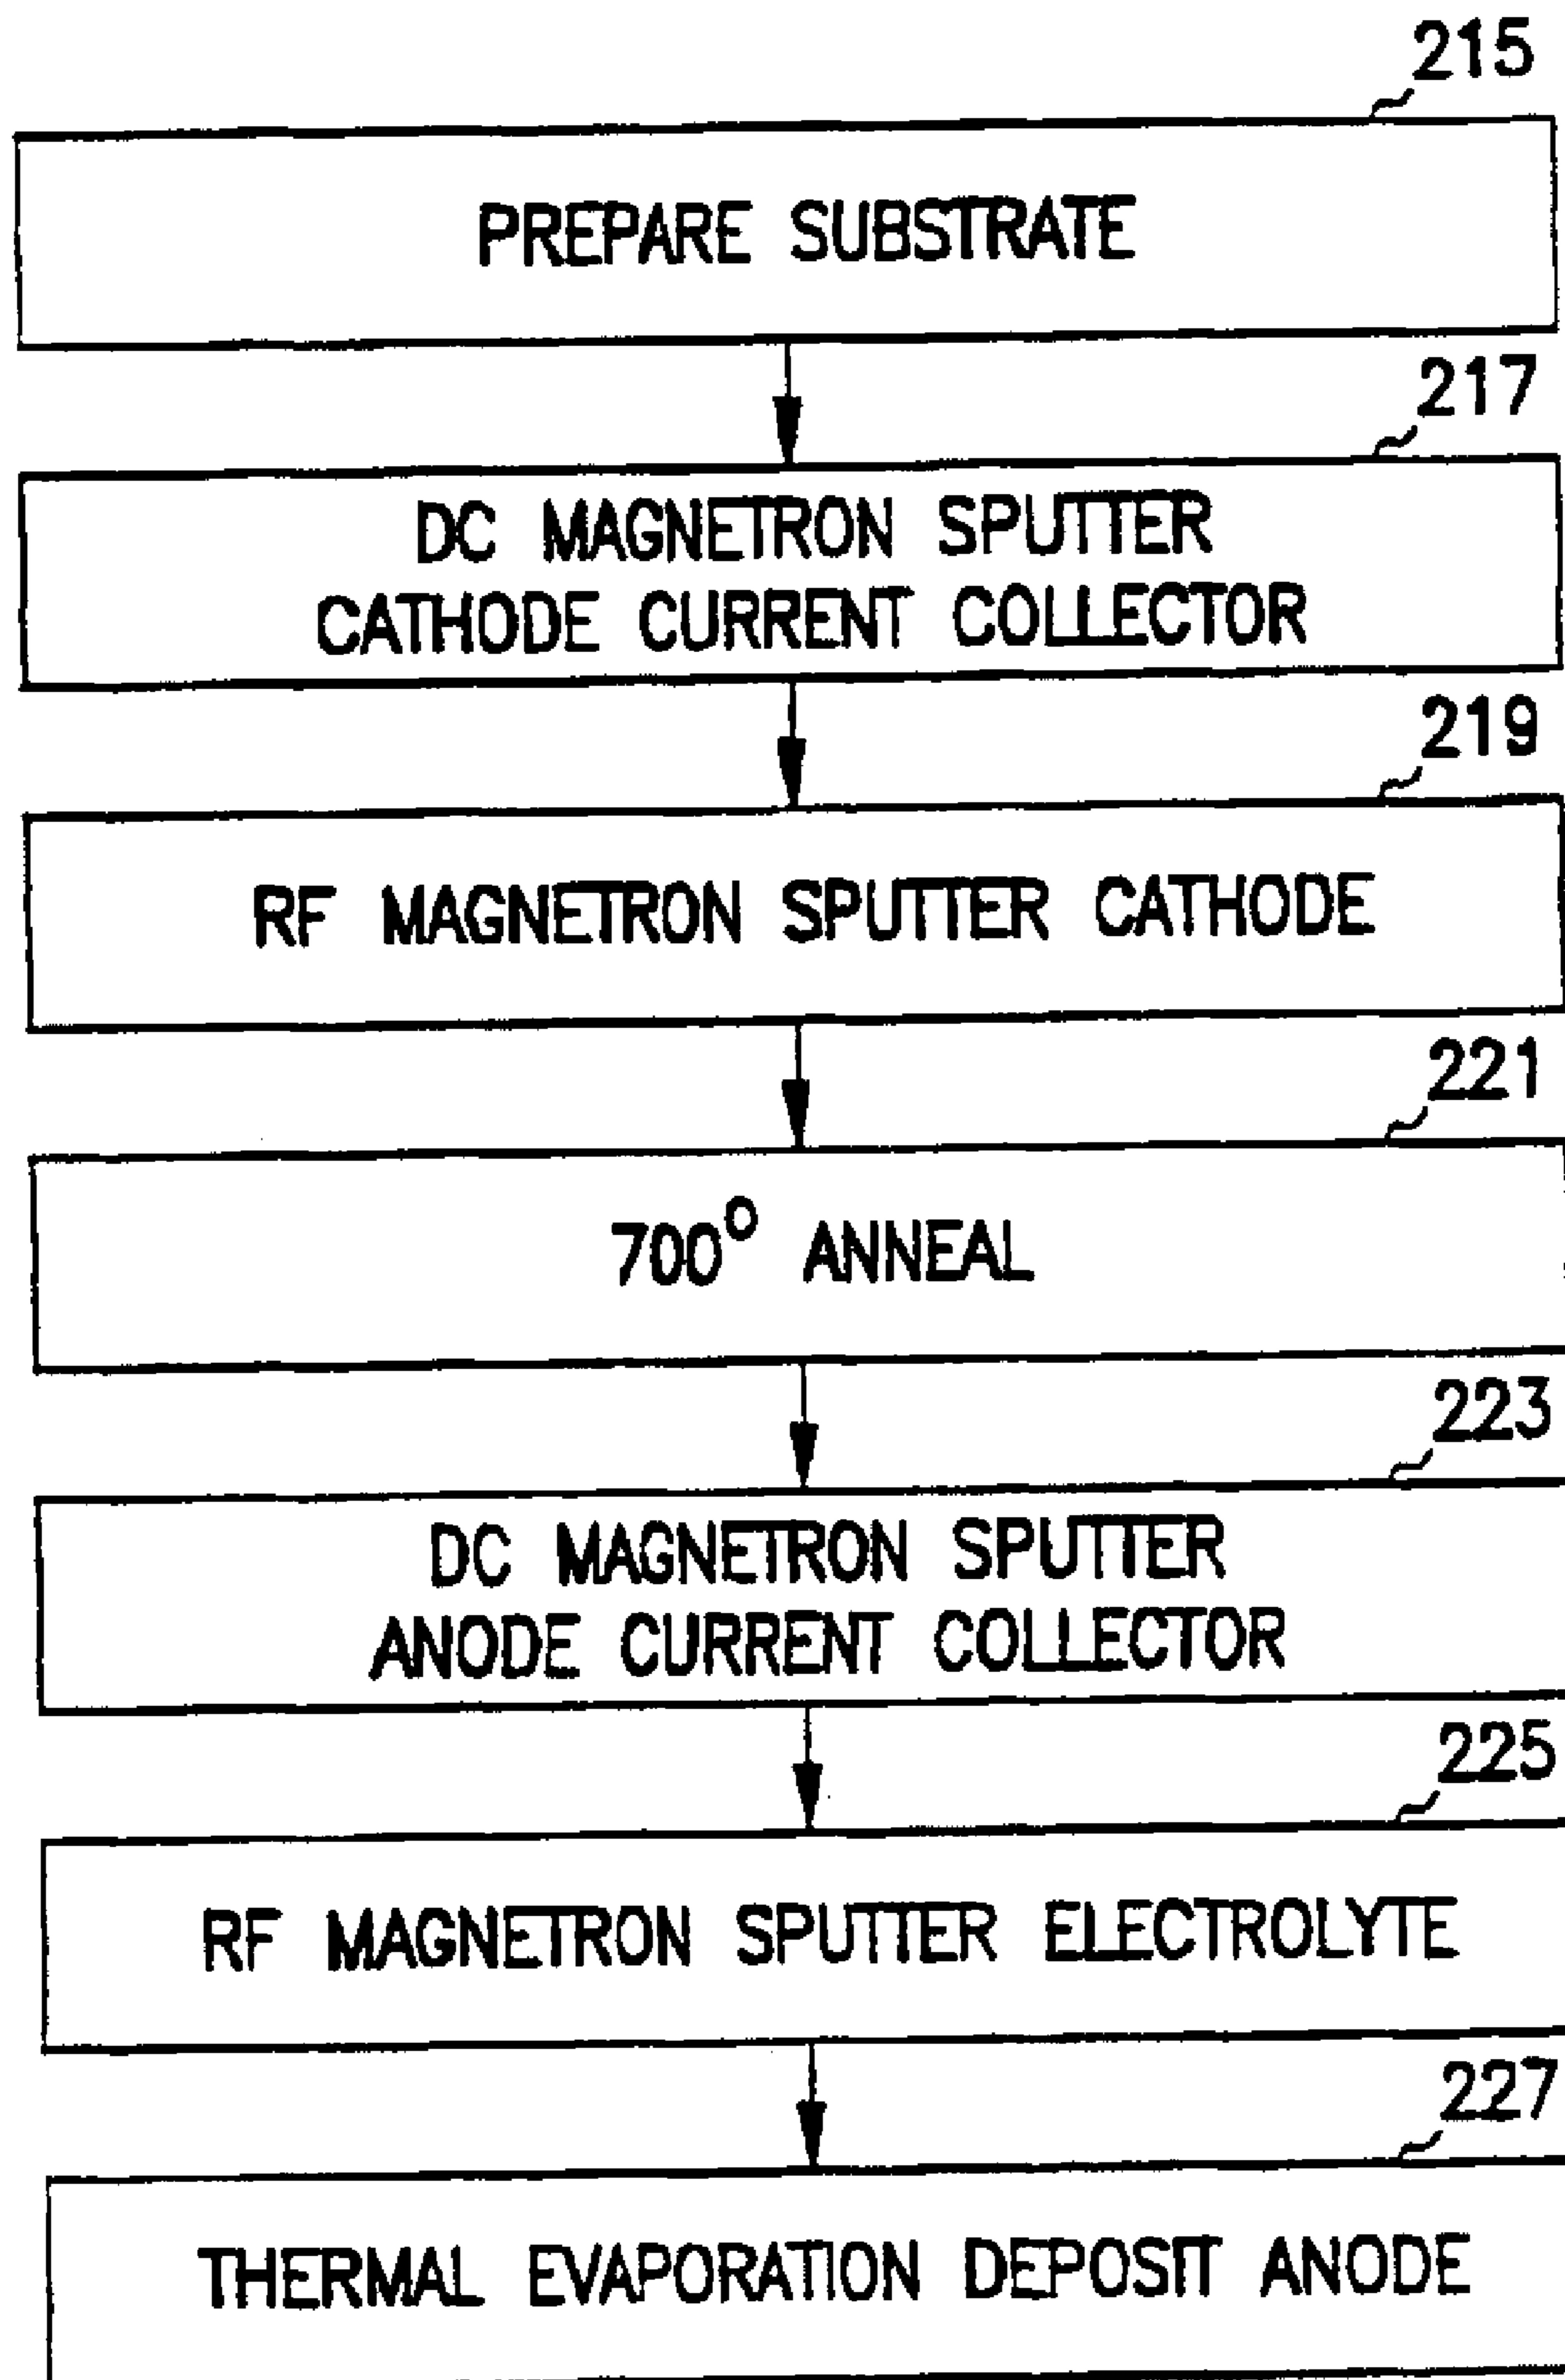 215
PREPARE SUBSTRATE
217
DC MAGNETRON SPUTTER
CATHODE CURRENT COLLECTOR
219
RF MAGNETRON SPUTTER CATHODE
221
700° ANNEAL
223
DC MAGNETRON SPUTTER
ANODE CURRENT COLLECTOR
225
RF MAGNETRON SPUTTER ELECTROLYTE
227
THERMAL EVAPORATION DEPOSIT ANODE